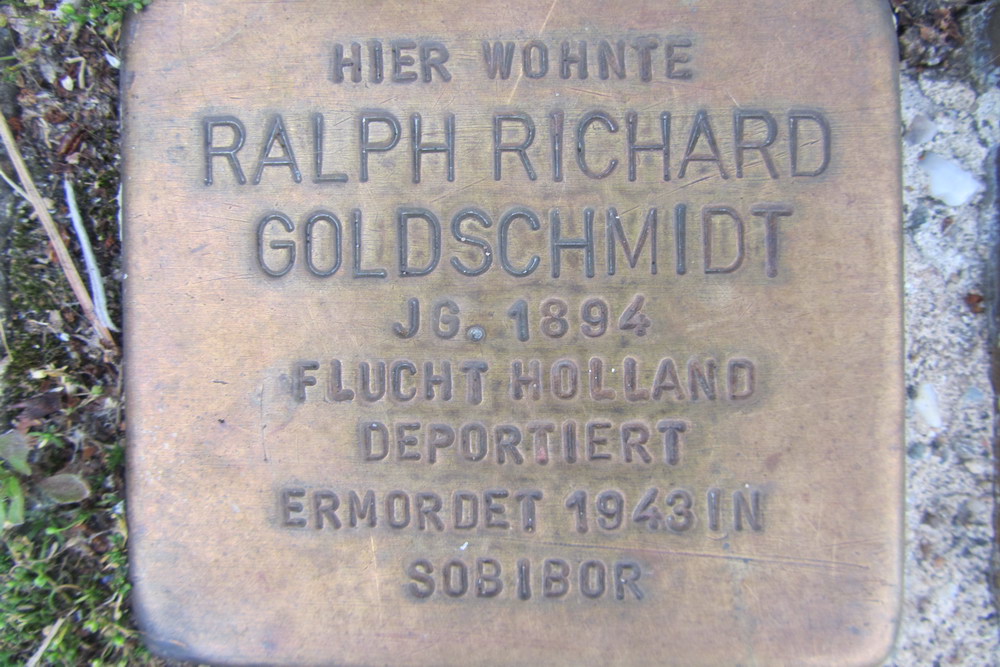 HIER WOHNTE
RALPH RICHARD
GOLDSCHMIDT
JG. 1894
FLUCHT HOLLAND
DEPORTIERT
ERMORDET 1943 IN
SOBIBOR